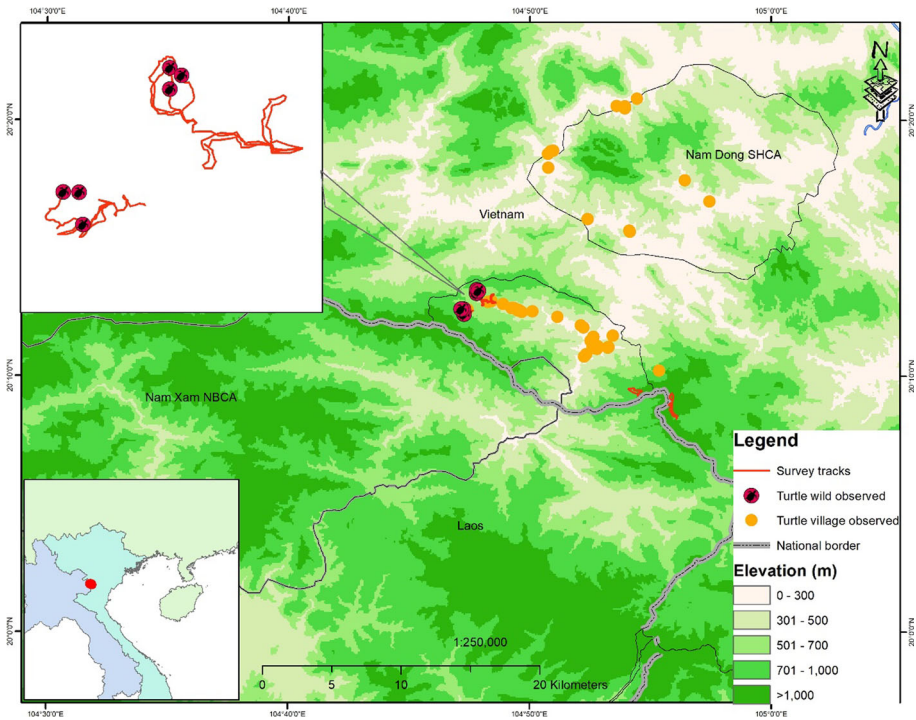 104°30'0"E
104°40'0"E
104°50'0"E
105°0'0"E
N
20°20'0"N
20°20'0"N
Nam Dong SHCA
Vietnam
20°10'0"N
20°10'0"N
Nam Xam NBCA
Laos
Legend
Survey tracks
Turtle wild observed
Turtle village observed
National border
Elevation (m)
0 - 300
301 - 500
501 - 700
701 - 1,000
>1,000
20°0'0"N
20°0'0"N
1:250,000
0 5 10 20 Kilometers
104°30'0"E
104°40'0"E
104°50'0"E
105°0'0"E